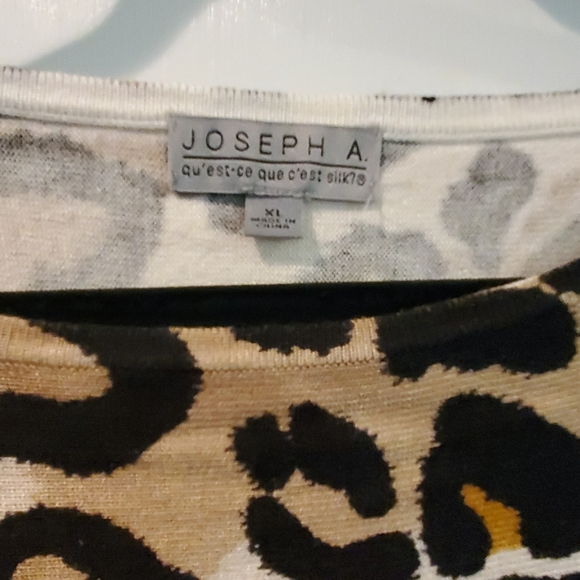 JOSEPH A.
qu'est-ce que c'est silk?®
XL
MADE IN
CHINA